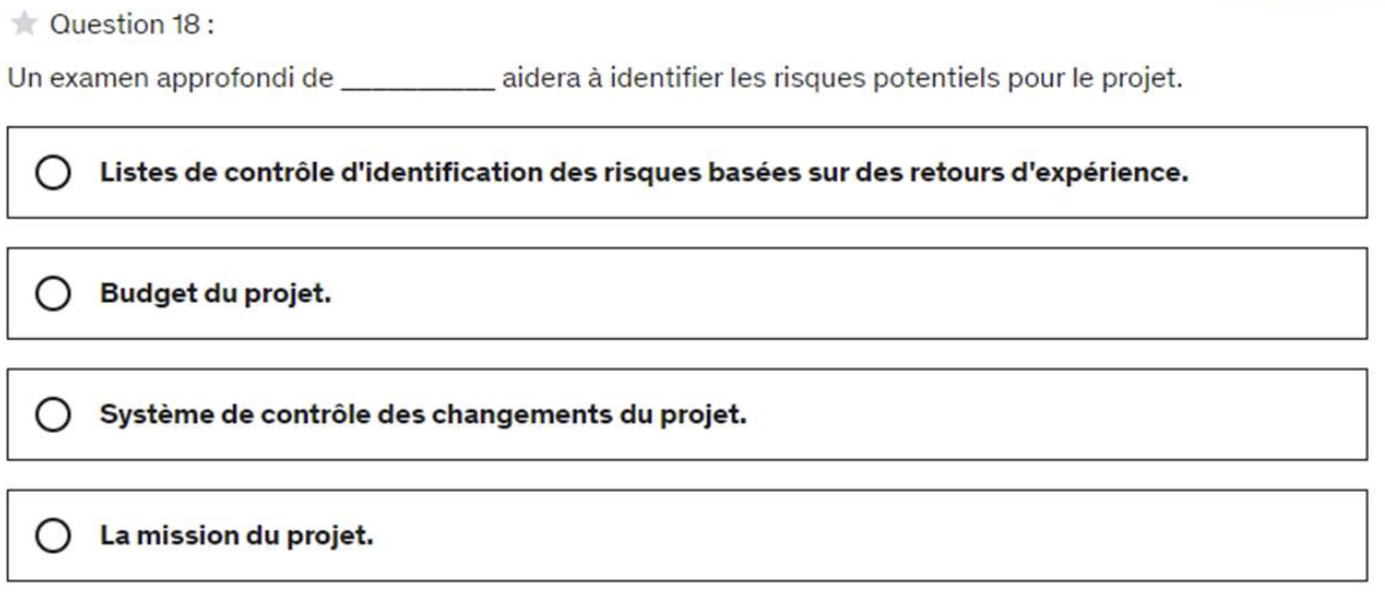 Question 18 :
Un examen approfondi de __________ aidera à identifier les risques potentiels pour le projet.
Listes de contrôle d'identification des risques basées sur des retours d'expérience.
Budget du projet.
Système de contrôle des changements du projet.
La mission du projet.